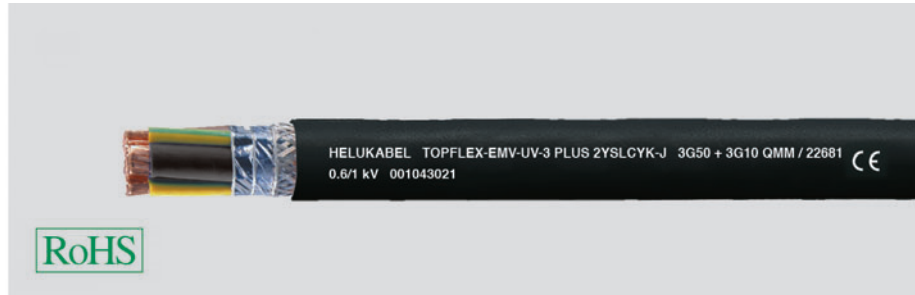 HELUKABEL TOPFLEX-EMV-UV-3 PLUS 2YSLCYK-J 3G50 + 3G10 QMM / 22681 CE
0.6/1 kV 001043021
RoHS